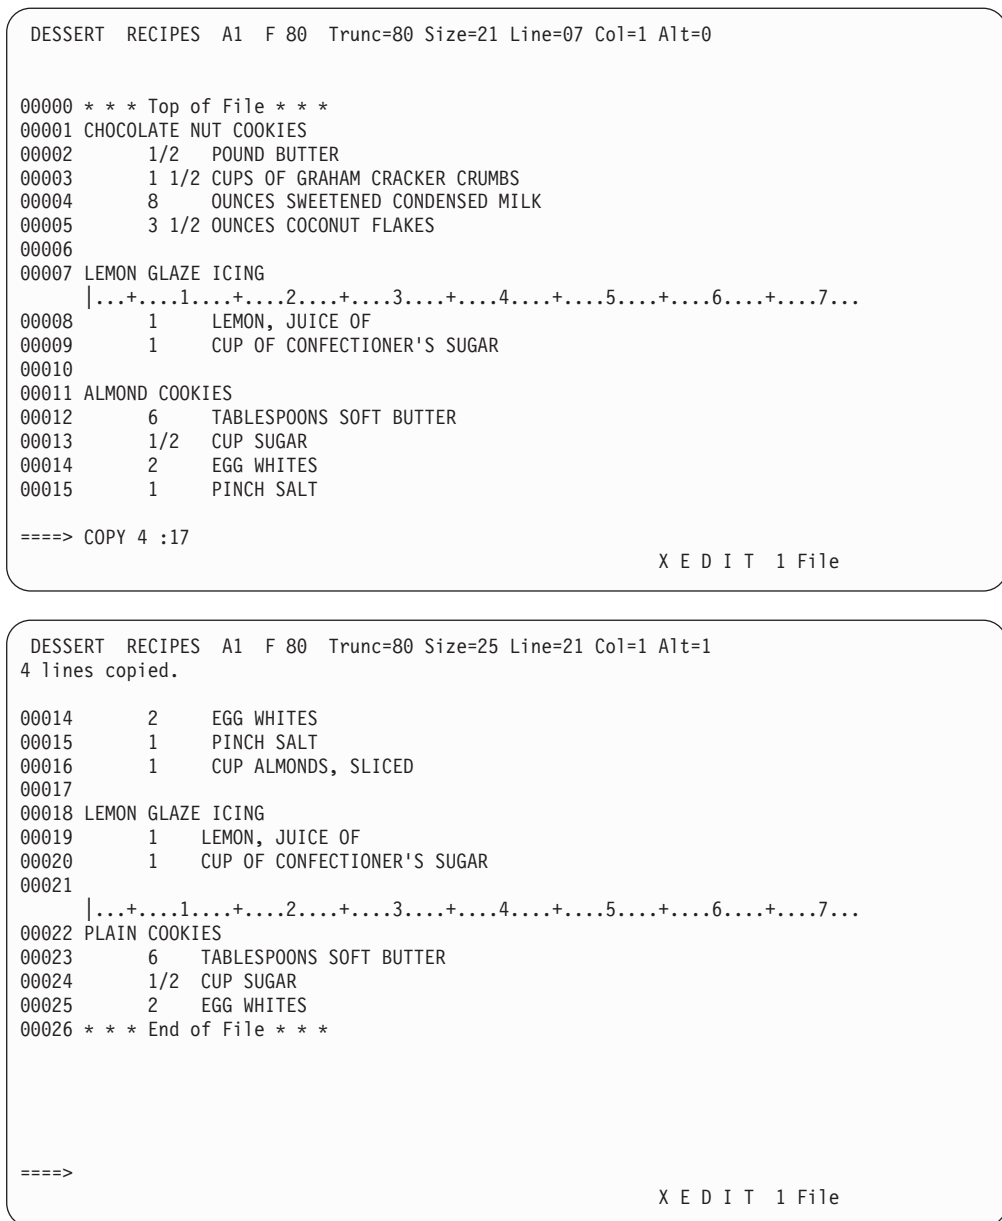 DESSERT  RECIPES  A1  F 80  Trunc=80 Size=21 Line=07 Col=1 Alt=0
00000 * * * Top of File * * *
00001 CHOCOLATE NUT COOKIES
00002       1/2   POUND BUTTER
00003       1 1/2 CUPS OF GRAHAM CRACKER CRUMBS
00004       8     OUNCES SWEETENED CONDENSED MILK
00005       3 1/2 OUNCES COCONUT FLAKES
00006
00007 LEMON GLAZE ICING
      |...+....1....+....2....+....3....+....4....+....5....+....6....+....7...
00008       1     LEMON, JUICE OF
00009       1     CUP OF CONFECTIONER'S SUGAR
00010
00011 ALMOND COOKIES
00012       6     TABLESPOONS SOFT BUTTER
00013       1/2   CUP SUGAR
00014       2     EGG WHITES
00015       1     PINCH SALT
====> COPY 4 :17
X E D I T  1 File
DESSERT  RECIPES  A1  F 80  Trunc=80 Size=25 Line=21 Col=1 Alt=1
4 lines copied.
00014       2     EGG WHITES
00015       1     PINCH SALT
00016       1     CUP ALMONDS, SLICED
00017
00018 LEMON GLAZE ICING
00019       1    LEMON, JUICE OF
00020       1    CUP OF CONFECTIONER'S SUGAR
00021
      |...+....1....+....2....+....3....+....4....+....5....+....6....+....7...
00022 PLAIN COOKIES
00023       6    TABLESPOONS SOFT BUTTER
00024       1/2  CUP SUGAR
00025       2    EGG WHITES
00026 * * * End of File * * *
====>
X E D I T  1 File